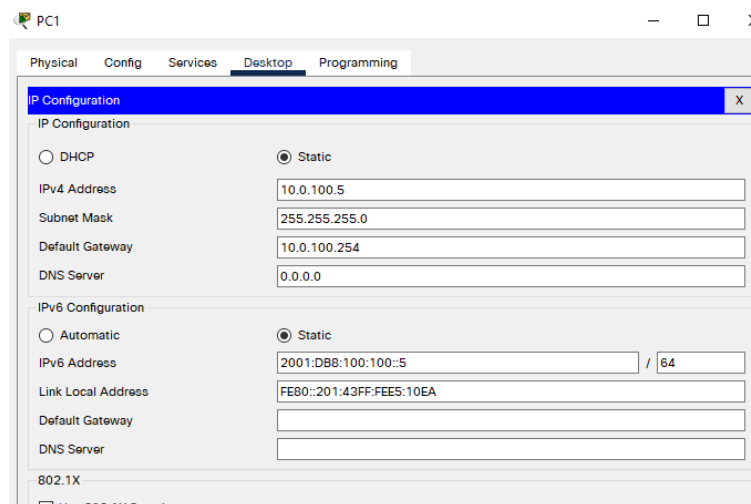 PC1
Physical Config Services Desktop Programming
IP Configuration X
IP Configuration
DHCP Static
IPv4 Address 10.0.100.5
Subnet Mask 255.255.255.0
Default Gateway 10.0.100.254
DNS Server 0.0.0.0
IPv6 Configuration
Automatic Static
IPv6 Address 2001:DB8:100:100::5 / 64
Link Local Address FE80::201:43FF:FEE5:10EA
Default Gateway
DNS Server
802.1X